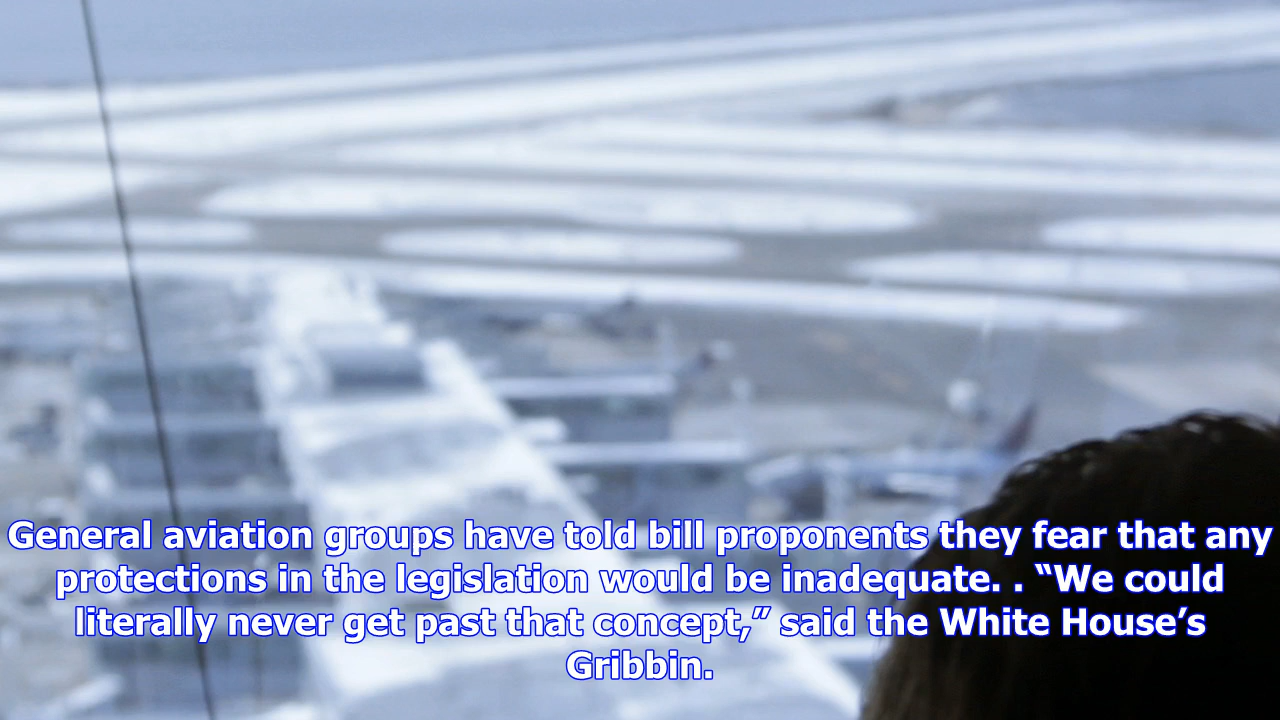 General aviation groups have told bill proponents they fear that any
protections in the legislation would be inadequate. . “We could
literally never get past that concept,” said the White House’s
Gribbin.